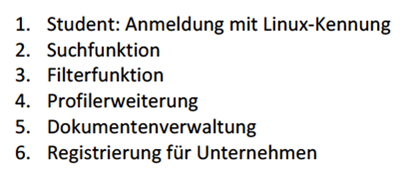 1. Student: Anmeldung mit Linux-Kennung
2. Suchfunktion
3. Filterfunktion
4. Profilerweiterung
5. Dokumentenverwaltung
6. Registrierung für Unternehmen